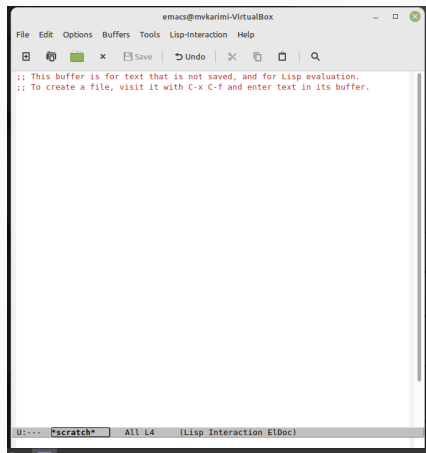 emacs@mvkarimi-VirtualBox
File Edit Options Buffers Tools Lisp-Interaction Help
Save Undo
;; This buffer is for text that is not saved, and for Lisp evaluation.
;; To create a file, visit it with C-x C-f and enter text in its buffer.
U:--- *scratch* All L4 (Lisp Interaction ElDoc)